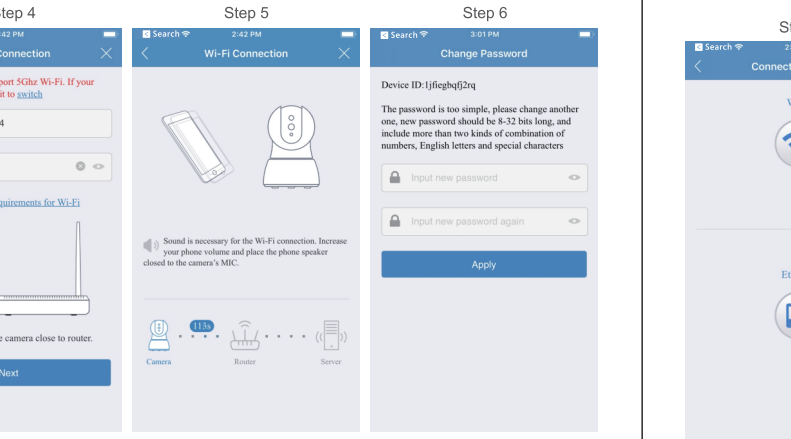 Step 4
:42 PM
Connection
port 5Ghz Wi-Fi. If your
it to switch
4
quirements for Wi-Fi
e camera close to router.
Next
Step 5
Search
2:42 PM
Wi-Fi Connection
Sound is necessary for the Wi-Fi connection. Increase
your phone volume and place the phone speaker
closed to the camera's MIC.
113s
Camera
Router
Server
Step 6
Search
3:01 PM
Change Password
Device ID:1jfiegbqfj2rq
The password is too simple, please change another
one, new password should be 8-32 bits long, and
include more than two kinds of combination of
numbers, English letters and special characters
Input new password
Input new password again
Apply
St
Search
2:
Connect
W
Et